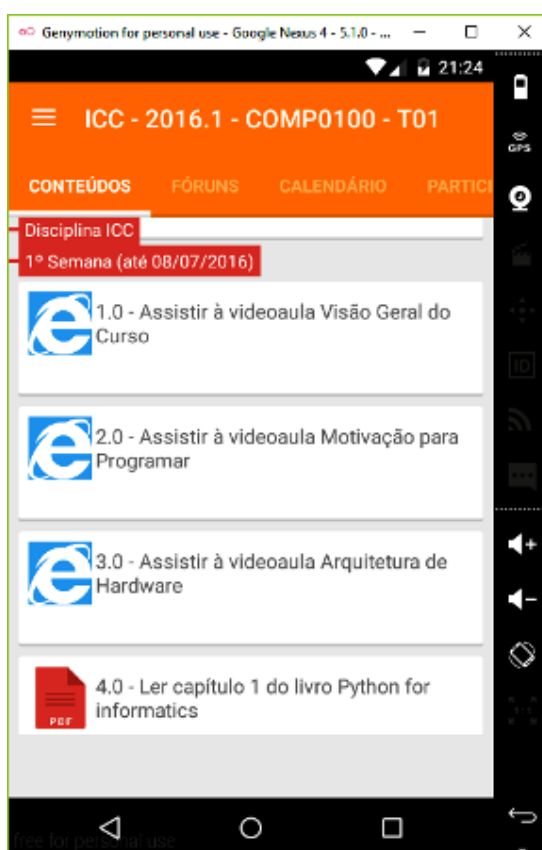 Genymotion for personal use - Google Nexus 4 - 5.1.0 - ...
21:24
ICC - 2016.1 - COMP0100 - T01
GPS
CONTEÚDOS FÓRUNS CALENDÁRIO PARTICI
Disciplina ICC
1º Semana (até 08/07/2016)
1.0 - Assistir à videoaula Visão Geral do
Curso
ID
2.0 - Assistir à videoaula Motivação para
Programar
3.0 - Assistir à videoaula Arquitetura de
Hardware
4.0 - Ler capítulo 1 do livro Python for
informatics
PDF
free for personal use